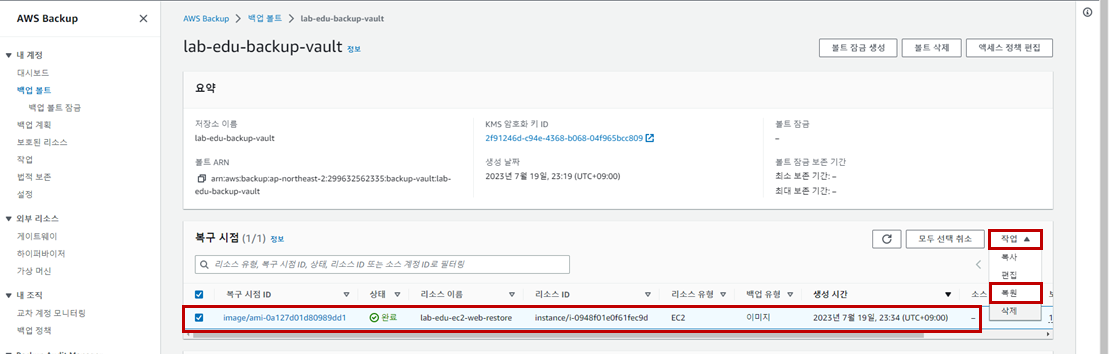 AWS Backup
내 계정
대시보드
백업 볼트
백업 볼트 잠금
백업 계획
보호된 리소스
작업
법적 보존
설정
외부 리소스
게이트웨이
하이퍼바이저
가상 머신
내 조직
교차 계정 모니터링
백업 정책
AWS Backup > 백업 볼트 > lab-edu-backup-vault
lab-edu-backup-vault 정보
볼트 잠금 생성 볼트 삭제 액세스 정책 편집
요약
저장소 이름
lab-edu-backup-vault
볼트 ARN
arn:aws:backup:ap-northeast-2:299632562335:backup-vault:lab-
edu-backup-vault
KMS 암호화 키 ID
2f91246d-c94e-4368-b068-04f965bcc809
생성 날짜
2023년 7월 19일, 23:19 (UTC+09:00)
볼트 잠금
–
볼트 잠금 보존 기간
최소 보존 기간: –
최대 보존 기간: –
복구 시점 (1/1) 정보
모두 선택 취소 작업
리소스 유형, 복구 시점 ID, 상태, 리소스 ID 또는 소스 계정 ID로 필터링
복사
편집
복원
삭제
복구 시점 ID 상태 리소스 이름 리소스 ID 리소스 유형 백업 유형 생성 시간 소스
image/ami-0a127d01d80989dd1 완료 lab-edu-ec2-web-restore instance/i-0948f01e0f61fec9d EC2 이미지 2023년 7월 19일, 23:34 (UTC+09:00) –